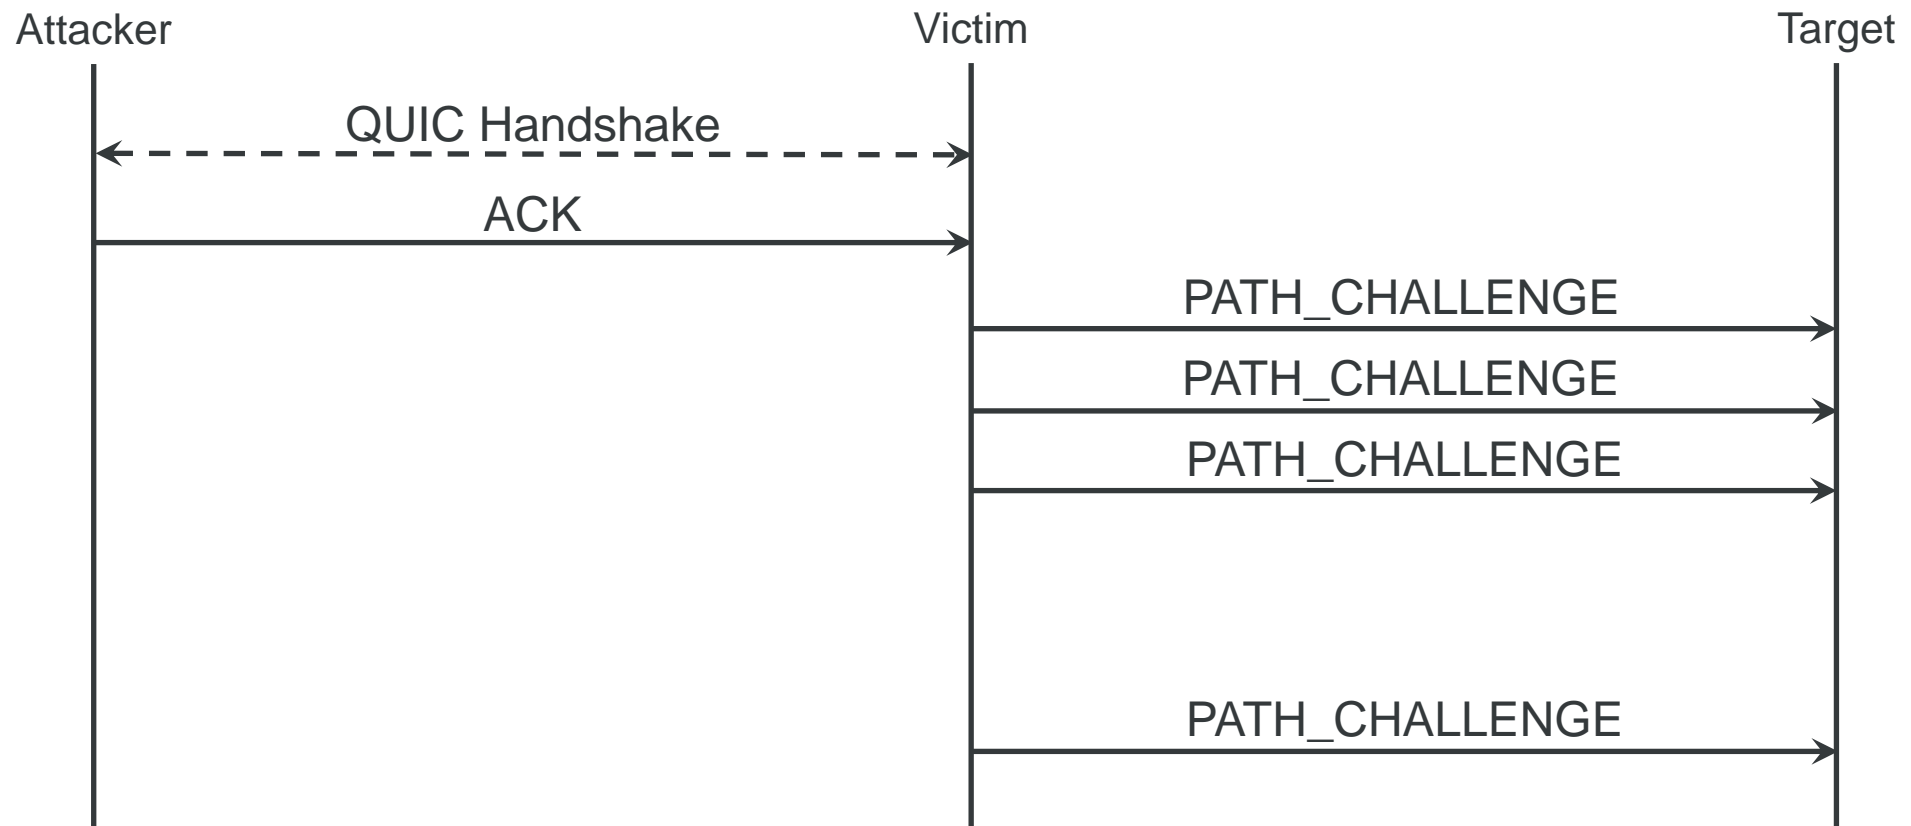 Attacker
Victim
Target
QUIC Handshake
ACK
PATH_CHALLENGE
PATH_CHALLENGE
PATH_CHALLENGE
PATH_CHALLENGE